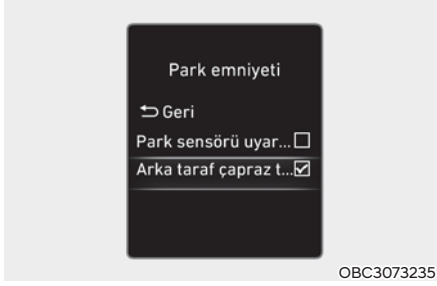 Park emniyeti
Geri
Park sensörü uyar...
Arka taraf çapraz t...
OBC3073235